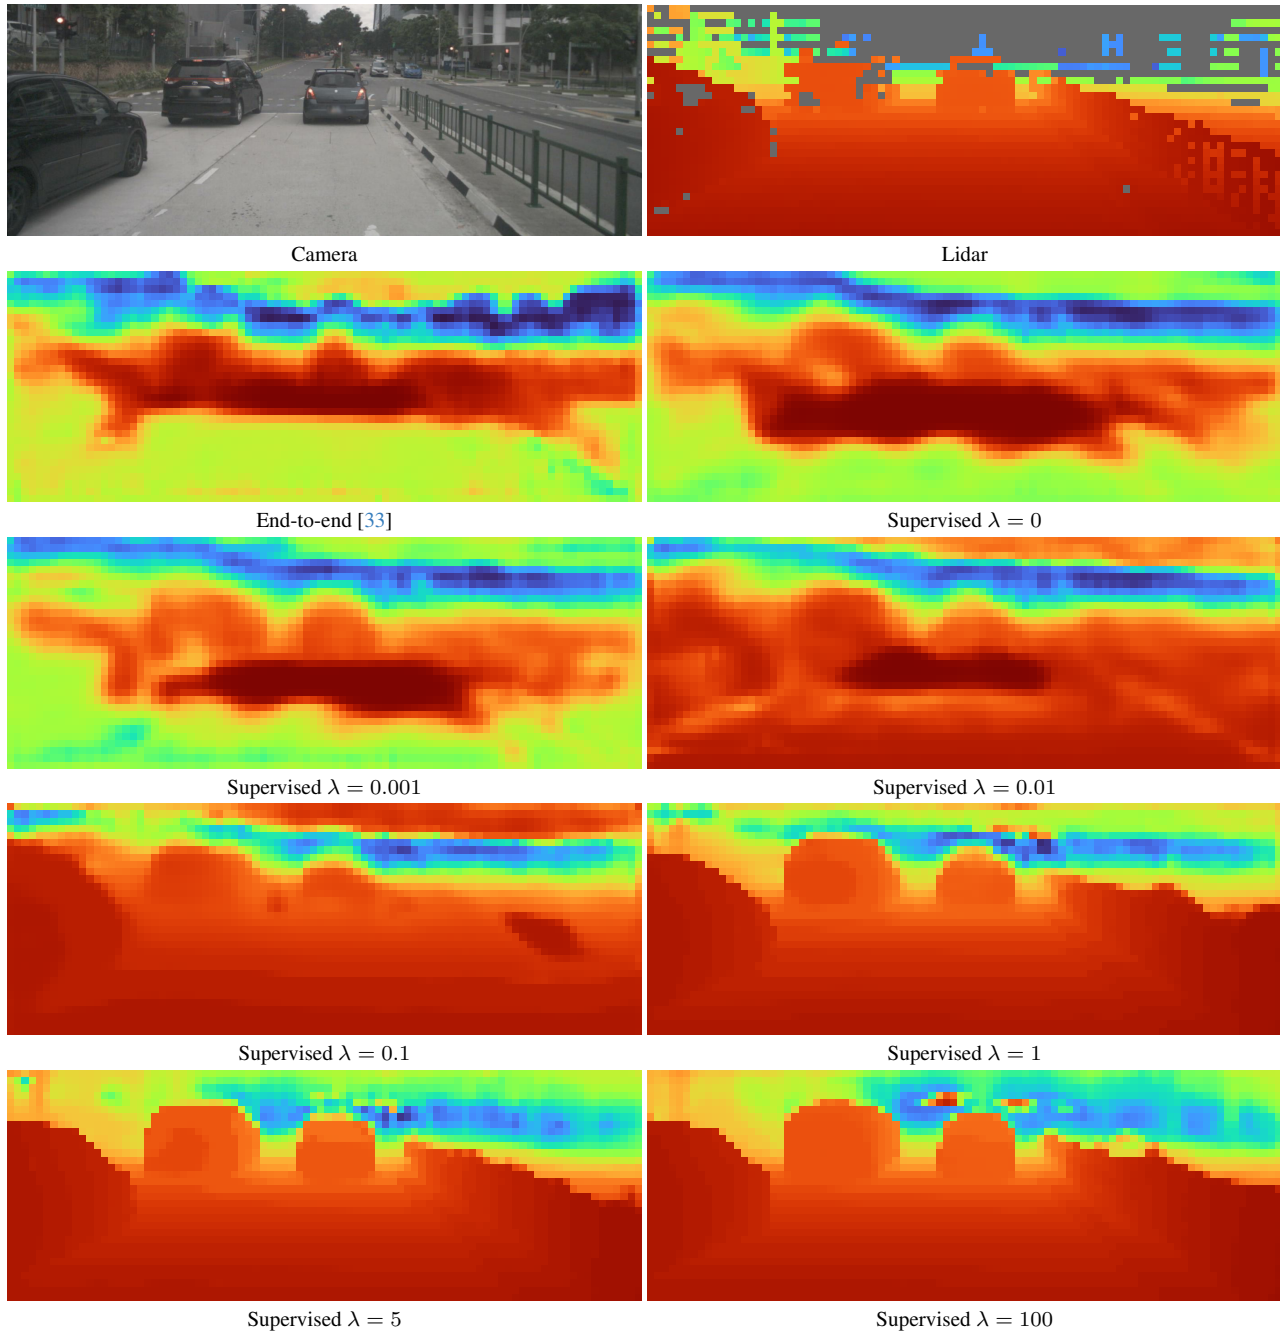 Camera
Lidar
End-to-end [33]
Supervised λ = 0
Supervised λ = 0.001
Supervised λ = 0.01
Supervised λ = 0.1
Supervised λ = 1
Supervised λ = 5
Supervised λ = 100